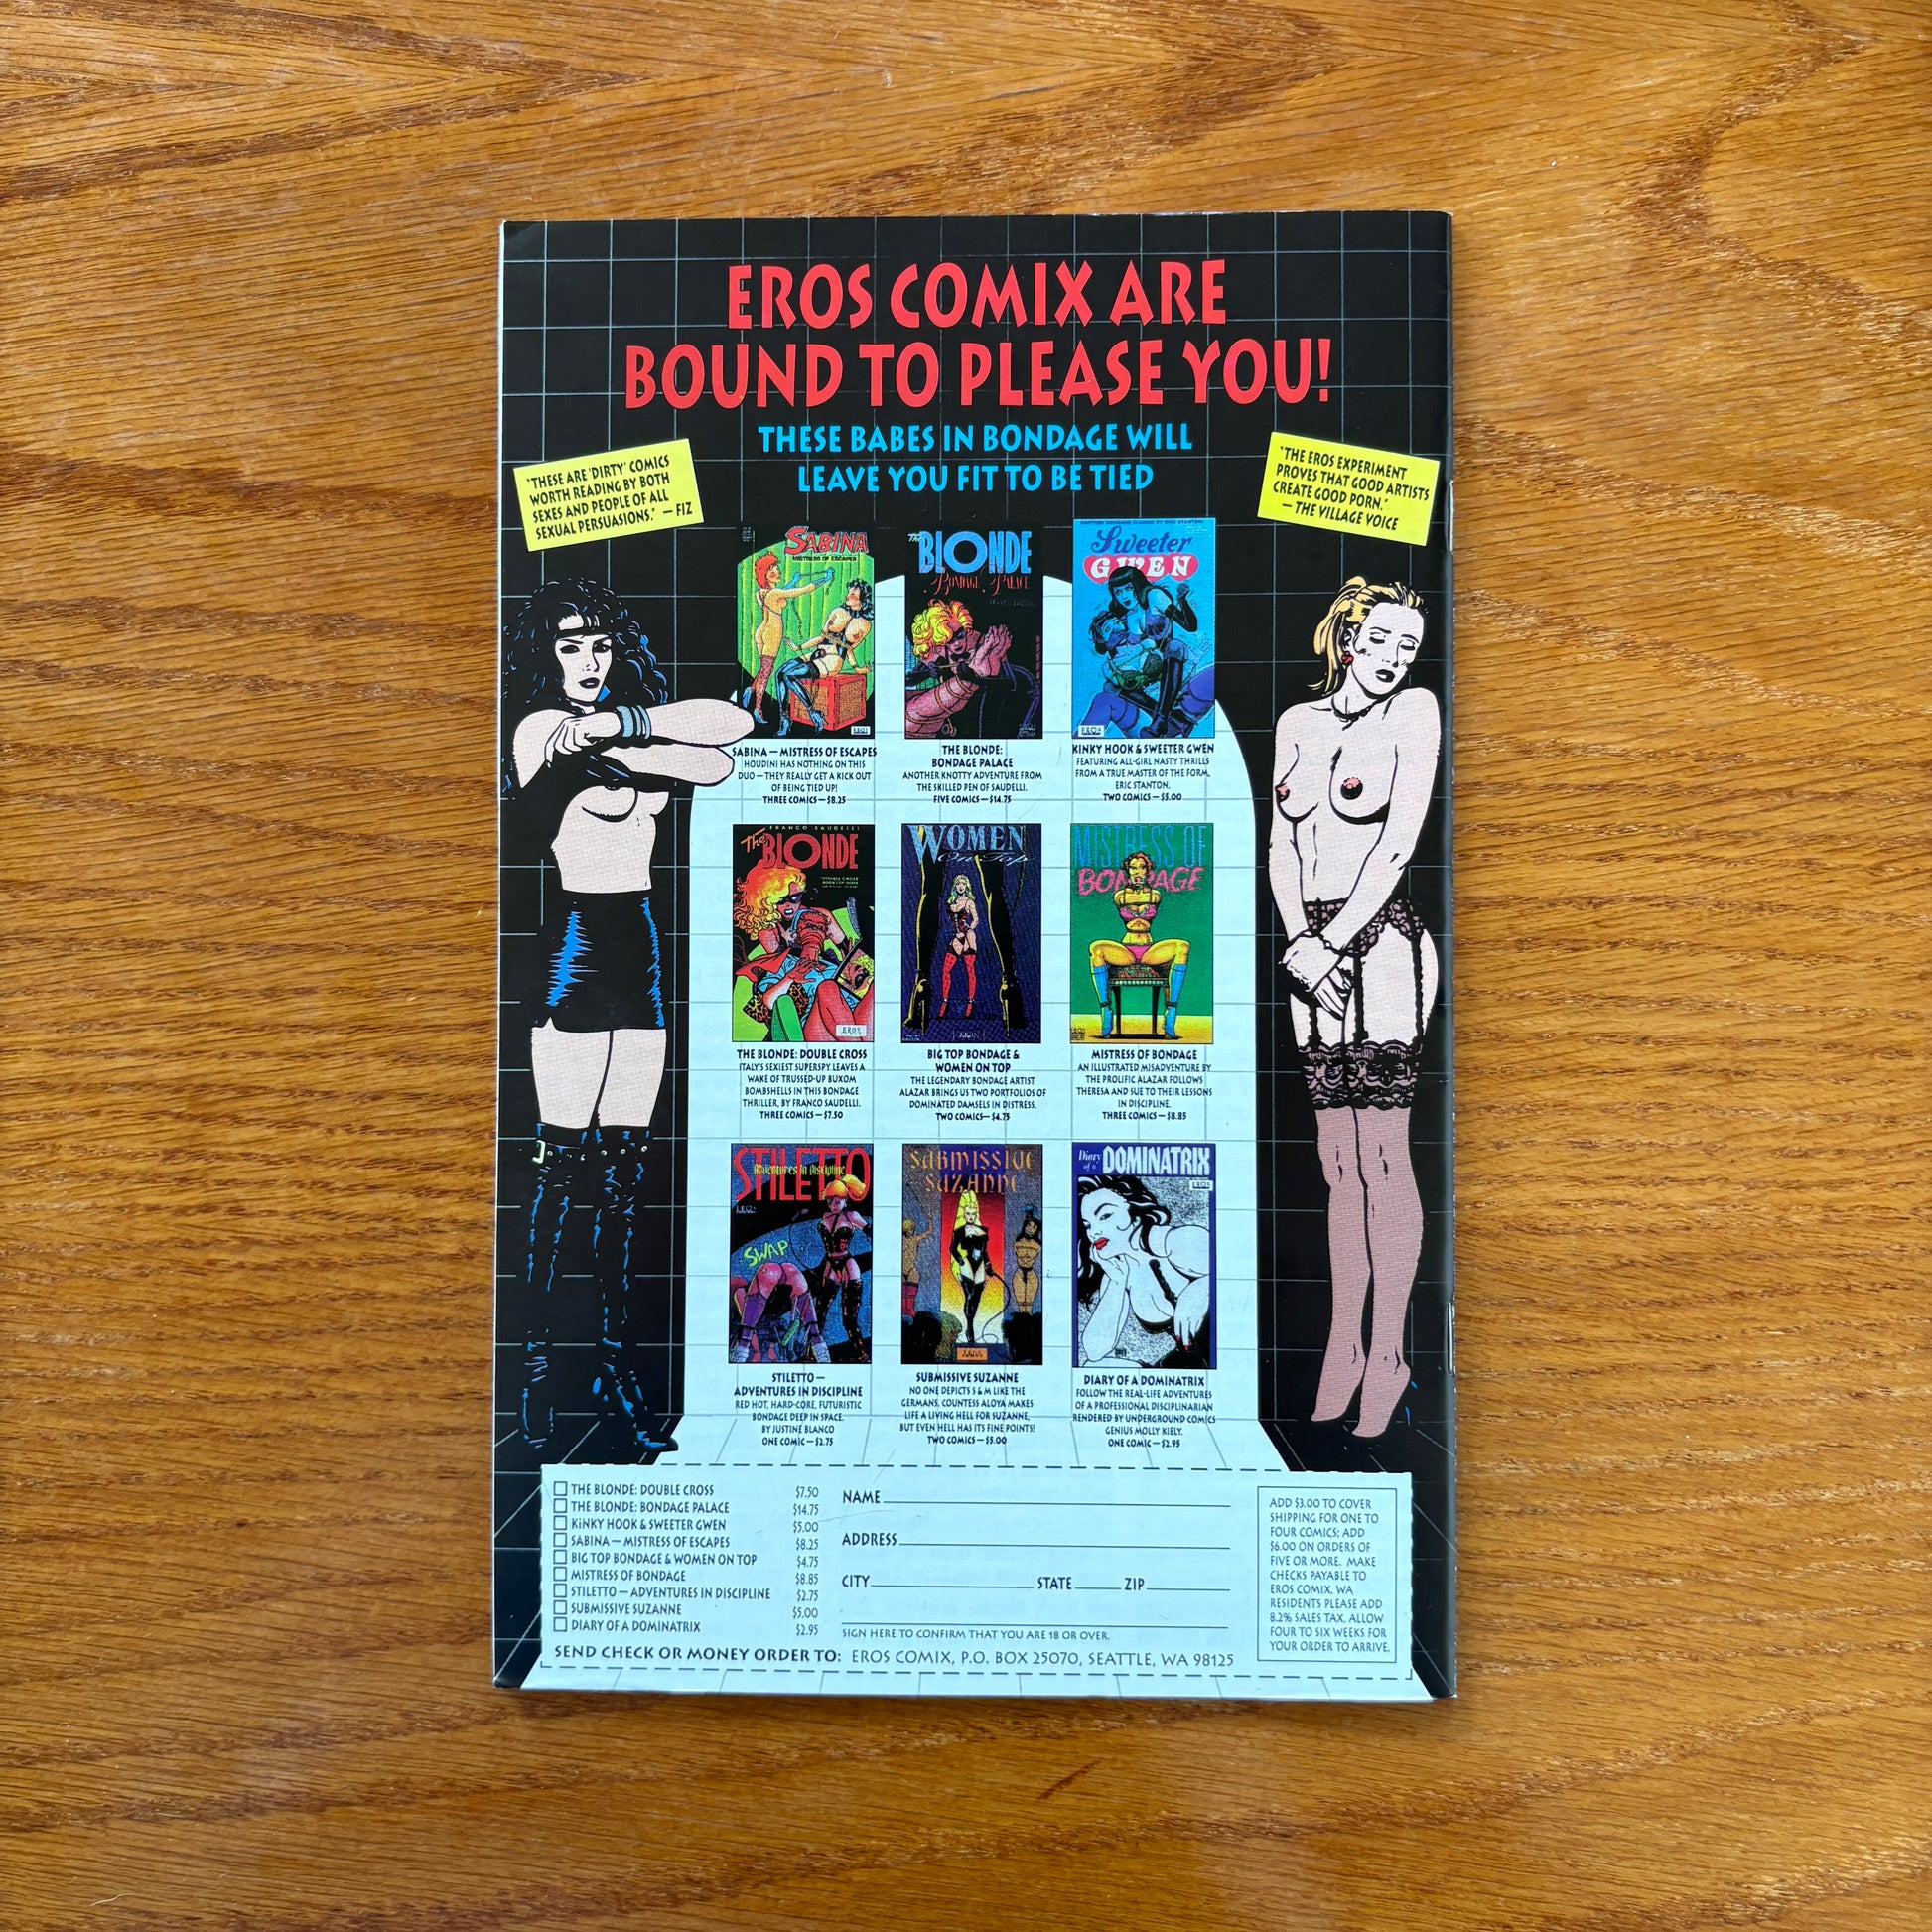 EROS COMIX ARE
BOUND TO PLEASE YOU!
THESE BABES IN BONDAGE WILL
LEAVE YOU FIT TO BE TIED
"THESE ARE 'DIRTY' COMICS
WORTH READING BY BOTH
SEXES AND PEOPLE OF ALL
SEXUAL PERSUASIONS." — FIZ
"THE EROS EXPERIMENT
PROVES THAT GOOD ARTISTS
CREATE GOOD PORN."
— THE VILLAGE VOICE
SABINA
MISTRESS OF ESCAPES
The BLONDE
Bondage Palace
Sweeter
GWEN
EROS
SABINA — MISTRESS OF ESCAPES
HOUDINI HAS NOTHING ON THIS
DUO — THEY REALLY GET A KICK OUT
OF BEING TIED UP!
THREE COMICS — $8.25
THE BLONDE:
BONDAGE PALACE
ANOTHER KNOTTY ADVENTURE FROM
THE SKILLED PEN OF SAUDELLI.
FIVE COMICS — $14.75
KINKY HOOK & SWEETER GWEN
FEATURING ALL-GIRL NASTY THRILLS
FROM A TRUE MASTER OF THE FORM,
ERIC STANTON.
TWO COMICS — $5.00
FRANCO SAUDELLI
The BLONDE
WOMEN
On Top
MISTRESS OF
BONDAGE
THE BLONDE: DOUBLE CROSS
ITALY'S SEXIEST SUPERSPY LEAVES A
WAKE OF TRUSSED-UP BUXOM
BOMBSHELLS IN THIS BONDAGE
THRILLER, BY FRANCO SAUDELLI.
THREE COMICS — $7.50
BIG TOP BONDAGE &
WOMEN ON TOP
THE LEGENDARY BONDAGE ARTIST
ALAZAR BRINGS US TWO PORTFOLIOS OF
DOMINATED DAMSELS IN DISTRESS.
TWO COMICS — $4.75
MISTRESS OF BONDAGE
AN ILLUSTRATED MISADVENTURE BY
THE PROLIFIC ALAZAR FOLLOWS
THERESA AND SUE TO THEIR LESSONS
IN DISCIPLINE.
THREE COMICS — $8.85
STILETTO
Adventures In Discipline
SWAP
SUBMISSIVE
SUZANNE
Diary of a DOMINATRIX
EROS
STILETTO —
ADVENTURES IN DISCIPLINE
RED HOT, HARD-CORE, FUTURISTIC
BONDAGE DEEP IN SPACE.
BY JUSTINE BLANCO
ONE COMIC — $2.75
SUBMISSIVE SUZANNE
NO ONE DEPICTS S & M LIKE THE
GERMANS. COUNTESS ALOYA MAKES
LIFE A LIVING HELL FOR SUZANNE,
BUT EVEN HELL HAS ITS FINE POINTS!
TWO COMICS — $5.00
DIARY OF A DOMINATRIX
FOLLOW THE REAL-LIFE ADVENTURES
OF A PROFESSIONAL DISCIPLINARIAN
RENDERED BY UNDERGROUND COMICS
GENIUS MOLLY KIELY.
ONE COMIC — $2.95
THE BLONDE: DOUBLE CROSS $7.50
THE BLONDE: BONDAGE PALACE $14.75
KINKY HOOK & SWEETER GWEN $5.00
SABINA — MISTRESS OF ESCAPES $8.25
BIG TOP BONDAGE & WOMEN ON TOP $4.75
MISTRESS OF BONDAGE $8.85
STILETTO — ADVENTURES IN DISCIPLINE $2.75
SUBMISSIVE SUZANNE $5.00
DIARY OF A DOMINATRIX $2.95
NAME
ADDRESS
CITY STATE ZIP
SIGN HERE TO CONFIRM THAT YOU ARE 18 OR OVER.
SEND CHECK OR MONEY ORDER TO: EROS COMIX, P.O. BOX 25070, SEATTLE, WA 98125
ADD $3.00 TO COVER
SHIPPING FOR ONE TO
FOUR COMICS; ADD
$6.00 ON ORDERS OF
FIVE OR MORE. MAKE
CHECKS PAYABLE TO
EROS COMIX. WA
RESIDENTS PLEASE ADD
8.2% SALES TAX. ALLOW
FOUR TO SIX WEEKS FOR
YOUR ORDER TO ARRIVE.